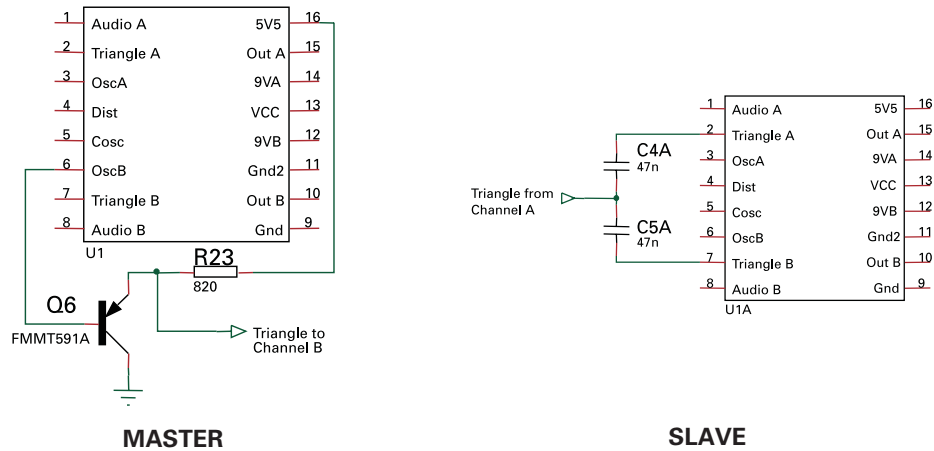 1 Audio A 5V5 16
2 Triangle A Out A 15
3 OscA 9VA 14
4 Dist VCC 13
5 Cosc 9VB 12
6 OscB Gnd2 11
7 Triangle B Out B 10
8 Audio B Gnd 9
U1
R23
820
Q6
FMMT591A
Triangle to
Channel B
MASTER
1 Audio A 5V5 16
2 Triangle A Out A 15
3 OscA 9VA 14
4 Dist VCC 13
5 Cosc 9VB 12
6 OscB Gnd2 11
7 Triangle B Out B 10
8 Audio B Gnd 9
U1A
C4A
47n
Triangle from
Channel A
C5A
47n
SLAVE